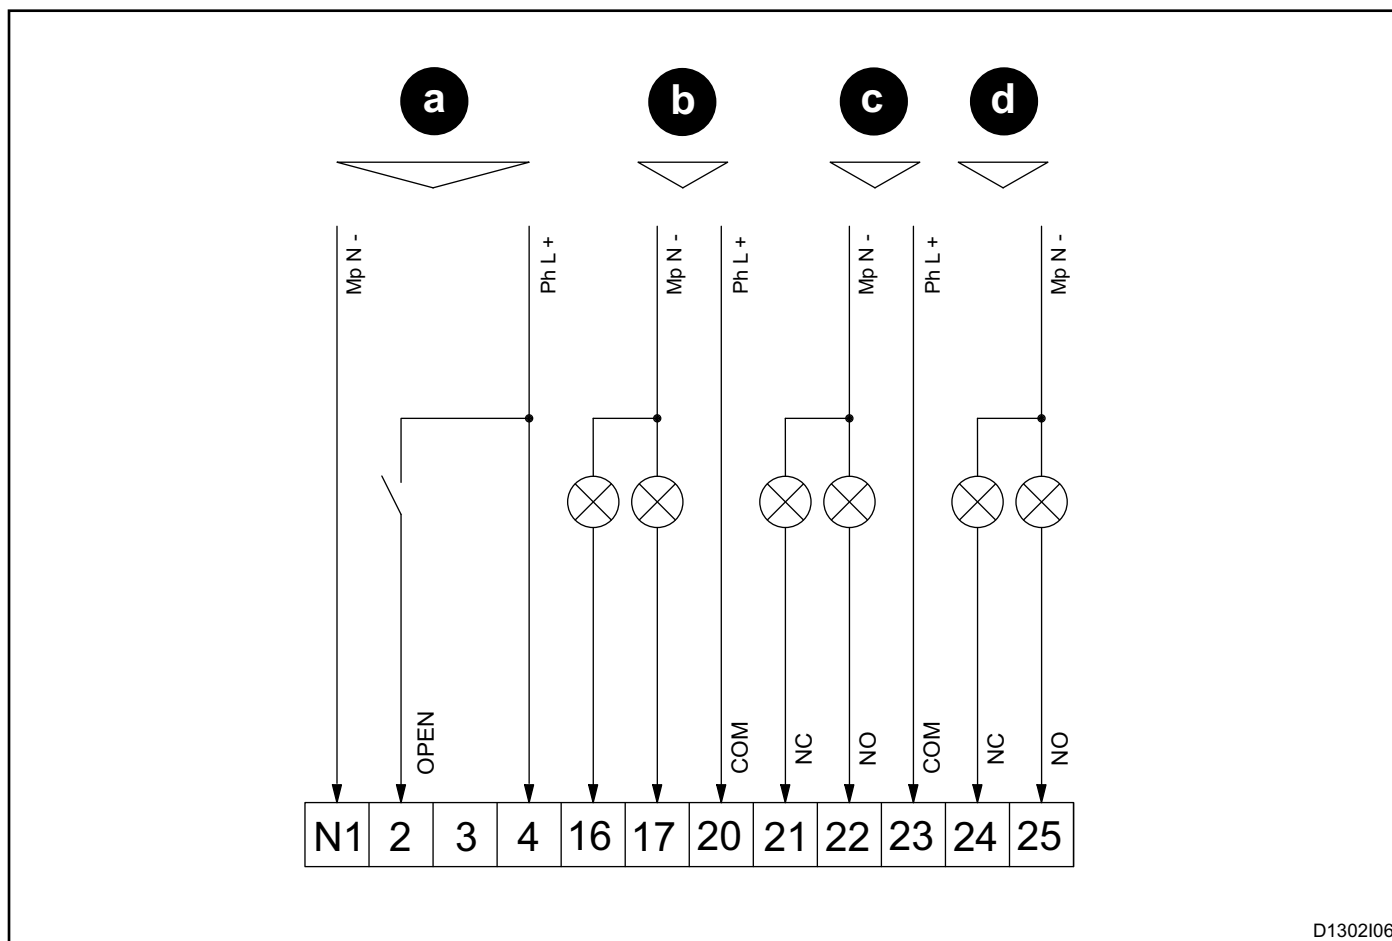 a
b
c
d
Mp N -
Ph L +
Mp N -
Ph L +
Mp N -
Ph L +
Mp N -
OPEN
COM
NC
NO
COM
NC
NO
N1 2 3 4 16 17 20 21 22 23 24 25
D1302I06